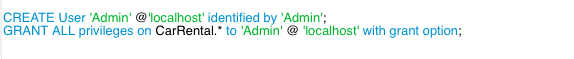 CREATE User 'Admin' @'localhost' identified by 'Admin';
GRANT ALL privileges on CarRental.* to 'Admin' @ 'localhost' with grant option;